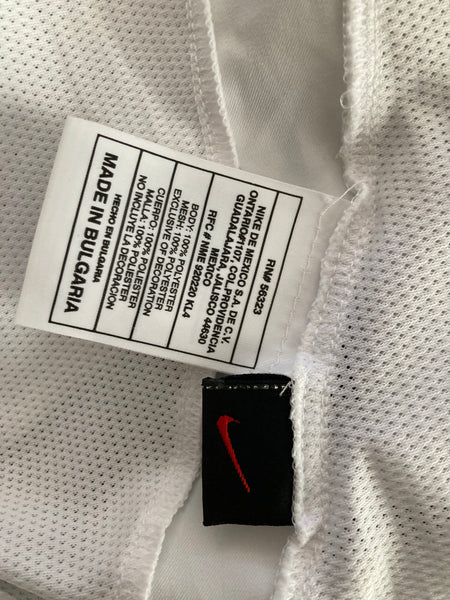 RN# 56323
NIKE DE MEXICO S.A. DE C.V.
ONTARIO#1107, COL.PROVIDENCIA
GUADALAJARA, JALISCO 44630
MEXICO
RFC # NME 920220 KL4
BODY: 100% POLYESTER
MESH: 100% POLYESTER
EXCLUSIVE OF DECORATION
CUERPO: 100% POLIESTER
MALLA: 100% POLIESTER
NO INCLUYE LA DECORACION
HECHO EN BULGARIA
MADE IN BULGARIA